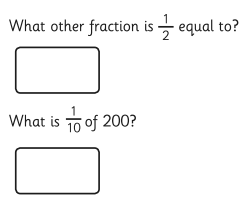 What other fraction is 1/2 equal to?
What is 1/10 of 200?